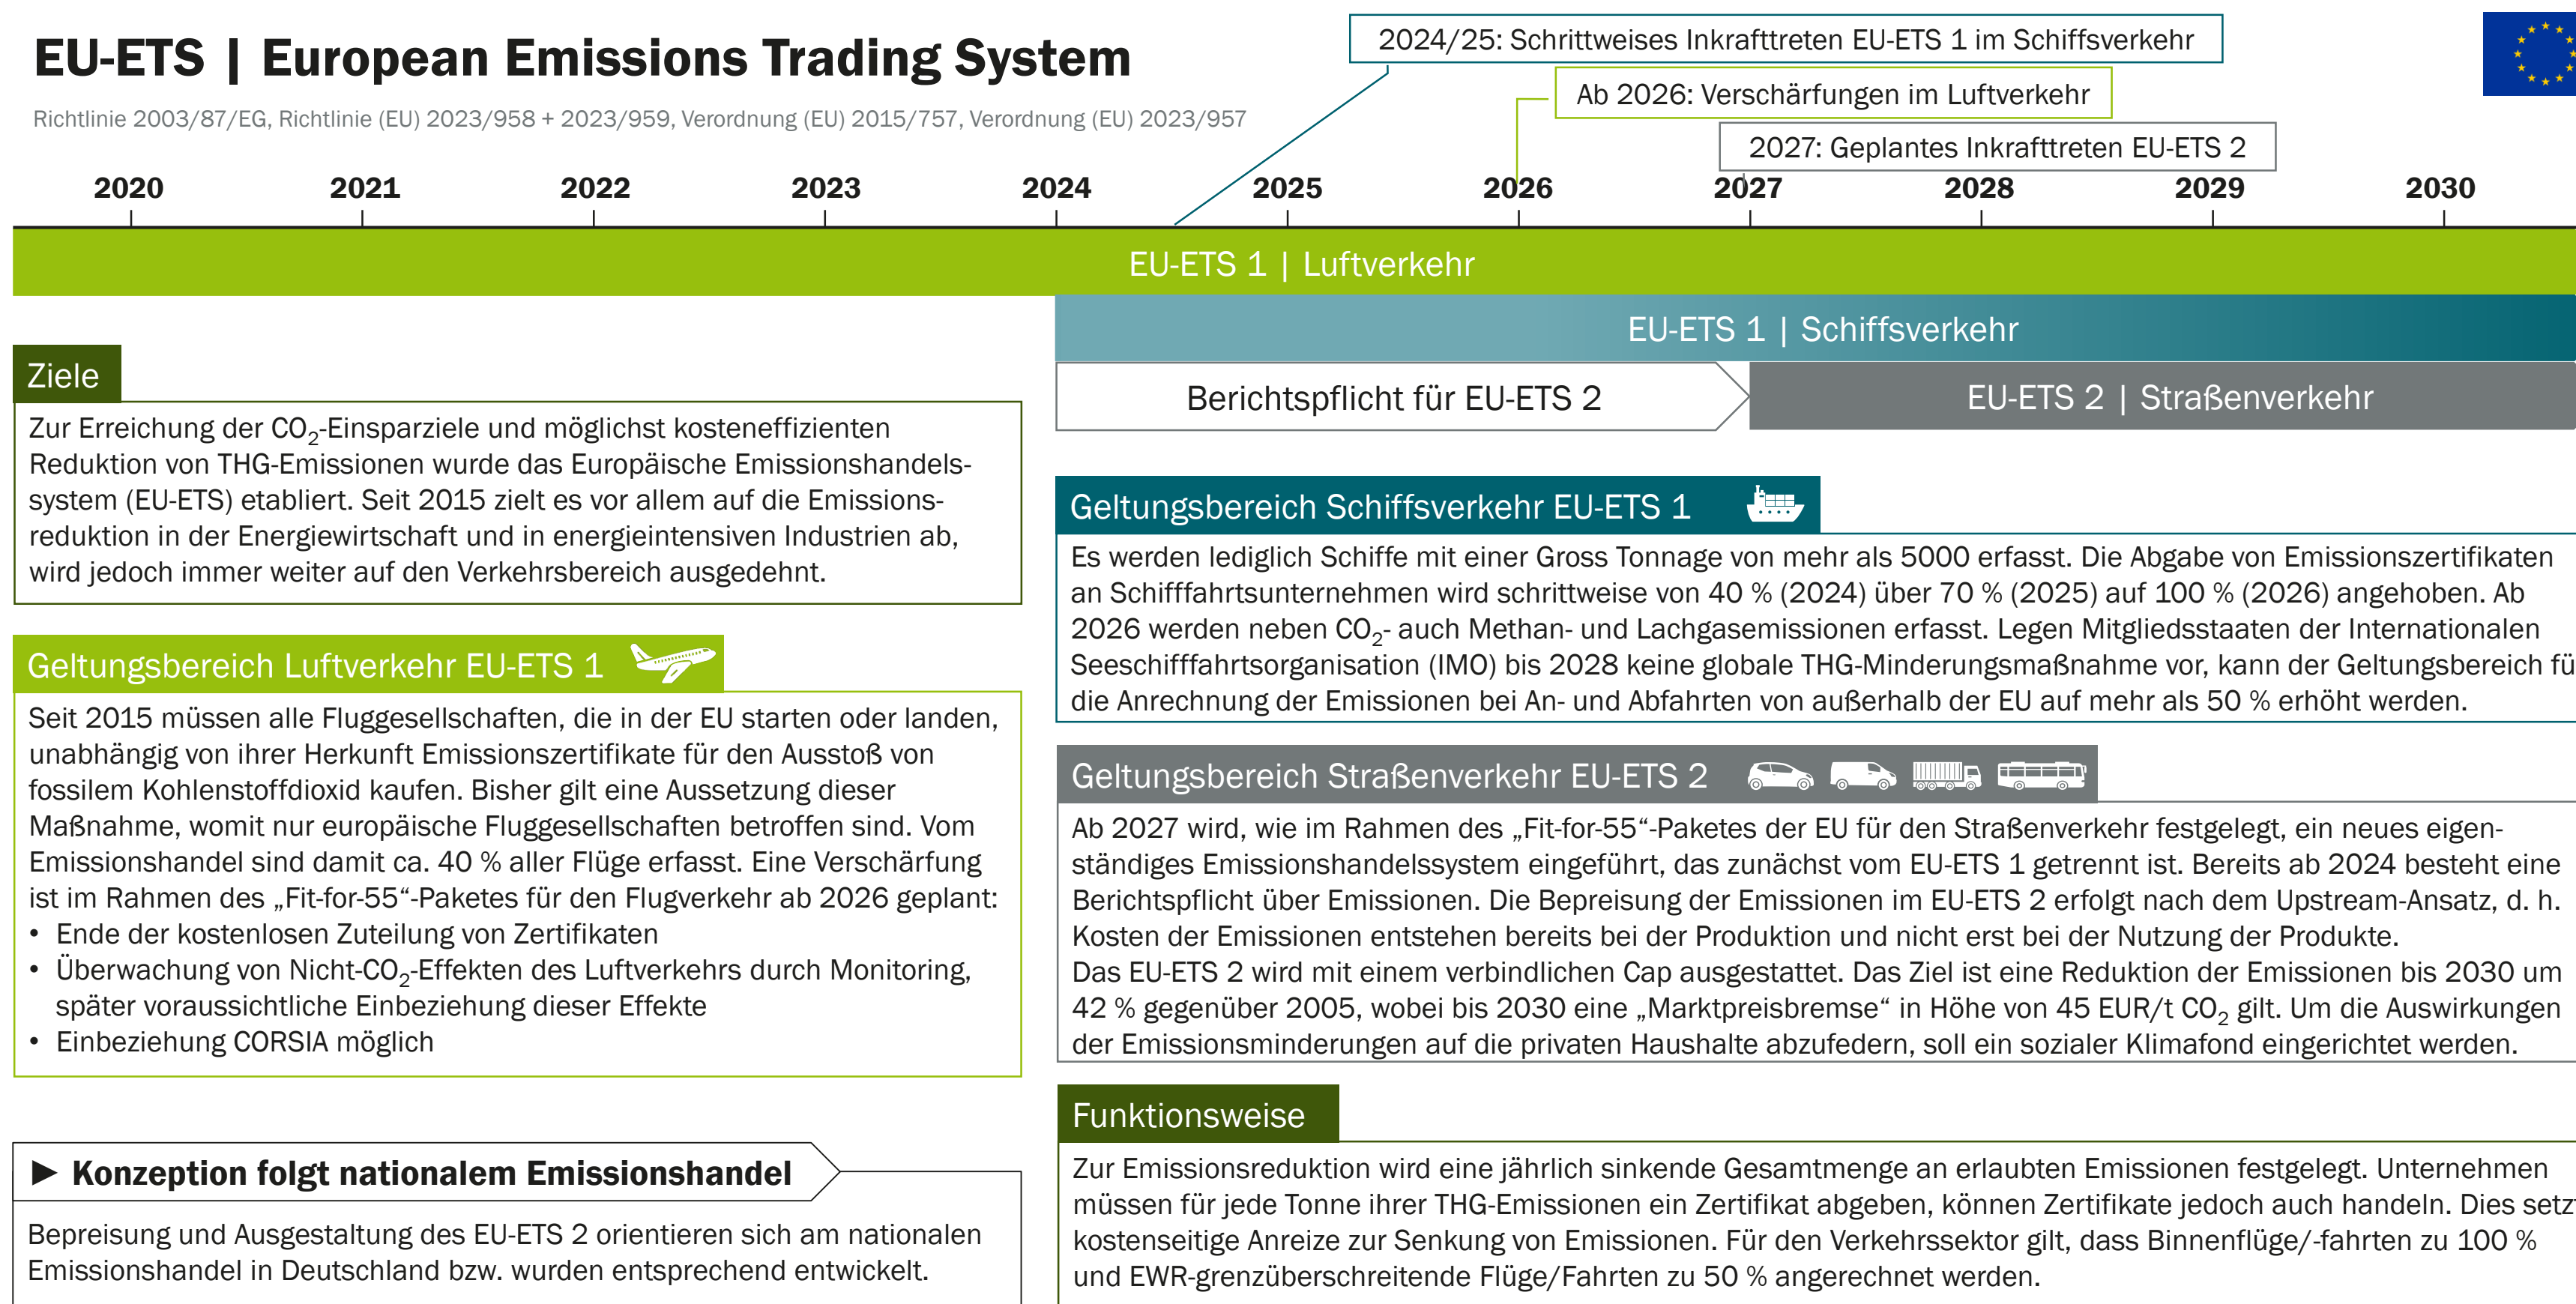 EU-ETS | European Emissions Trading System
Richtlinie 2003/87/EG, Richtlinie (EU) 2023/958 + 2023/959, Verordnung (EU) 2015/757, Verordnung (EU) 2023/957
2024/25: Schrittweises Inkrafttreten EU-ETS 1 im Schiffsverkehr
Ab 2026: Verschärfungen im Luftverkehr
2027: Geplantes Inkrafttreten EU-ETS 2
2020 2021 2022 2023 2024 2025 2026 2027 2028 2029 2030
EU-ETS 1 | Luftverkehr
EU-ETS 1 | Schiffsverkehr
Berichtspflicht für EU-ETS 2
EU-ETS 2 | Straßenverkehr
Ziele
Zur Erreichung der CO₂-Einsparziele und möglichst kosteneffizienten
Reduktion von THG-Emissionen wurde das Europäische Emissionshandels-
system (EU-ETS) etabliert. Seit 2015 zielt es vor allem auf die Emissions-
reduktion in der Energiewirtschaft und in energieintensiven Industrien ab,
wird jedoch immer weiter auf den Verkehrsbereich ausgedehnt.
Geltungsbereich Luftverkehr EU-ETS 1
Seit 2015 müssen alle Fluggesellschaften, die in der EU starten oder landen,
unabhängig von ihrer Herkunft Emissionszertifikate für den Ausstoß von
fossilem Kohlenstoffdioxid kaufen. Bisher gilt eine Aussetzung dieser
Maßnahme, womit nur europäische Fluggesellschaften betroffen sind. Vom
Emissionshandel sind damit ca. 40 % aller Flüge erfasst. Eine Verschärfung
ist im Rahmen des „Fit-for-55“-Paketes für den Flugverkehr ab 2026 geplant:
• Ende der kostenlosen Zuteilung von Zertifikaten
• Überwachung von Nicht-CO₂-Effekten des Luftverkehrs durch Monitoring,
später voraussichtliche Einbeziehung dieser Effekte
• Einbeziehung CORSIA möglich
► Konzeption folgt nationalem Emissionshandel
Bepreisung und Ausgestaltung des EU-ETS 2 orientieren sich am nationalen
Emissionshandel in Deutschland bzw. wurden entsprechend entwickelt.
Geltungsbereich Schiffsverkehr EU-ETS 1
Es werden lediglich Schiffe mit einer Gross Tonnage von mehr als 5000 erfasst. Die Abgabe von Emissionszertifikaten
an Schifffahrtsunternehmen wird schrittweise von 40 % (2024) über 70 % (2025) auf 100 % (2026) angehoben. Ab
2026 werden neben CO₂- auch Methan- und Lachgasemissionen erfasst. Legen Mitgliedsstaaten der Internationalen
Seeschifffahrtsorganisation (IMO) bis 2028 keine globale THG-Minderungsmaßnahme vor, kann der Geltungsbereich fü
die Anrechnung der Emissionen bei An- und Abfahrten von außerhalb der EU auf mehr als 50 % erhöht werden.
Geltungsbereich Straßenverkehr EU-ETS 2
Ab 2027 wird, wie im Rahmen des „Fit-for-55“-Paketes der EU für den Straßenverkehr festgelegt, ein neues eigen-
ständiges Emissionshandelssystem eingeführt, das zunächst vom EU-ETS 1 getrennt ist. Bereits ab 2024 besteht eine
Berichtspflicht über Emissionen. Die Bepreisung der Emissionen im EU-ETS 2 erfolgt nach dem Upstream-Ansatz, d. h.
Kosten der Emissionen entstehen bereits bei der Produktion und nicht erst bei der Nutzung der Produkte.
Das EU-ETS 2 wird mit einem verbindlichen Cap ausgestattet. Das Ziel ist eine Reduktion der Emissionen bis 2030 um
42 % gegenüber 2005, wobei bis 2030 eine „Marktpreisbremse“ in Höhe von 45 EUR/t CO₂ gilt. Um die Auswirkungen
der Emissionsminderungen auf die privaten Haushalte abzufedern, soll ein sozialer Klimafond eingerichtet werden.
Funktionsweise
Zur Emissionsreduktion wird eine jährlich sinkende Gesamtmenge an erlaubten Emissionen festgelegt. Unternehmen
müssen für jede Tonne ihrer THG-Emissionen ein Zertifikat abgeben, können Zertifikate jedoch auch handeln. Dies setz
kostenseitige Anreize zur Senkung von Emissionen. Für den Verkehrssektor gilt, dass Binnenflüge/-fahrten zu 100 %
und EWR-grenzüberschreitende Flüge/Fahrten zu 50 % angerechnet werden.